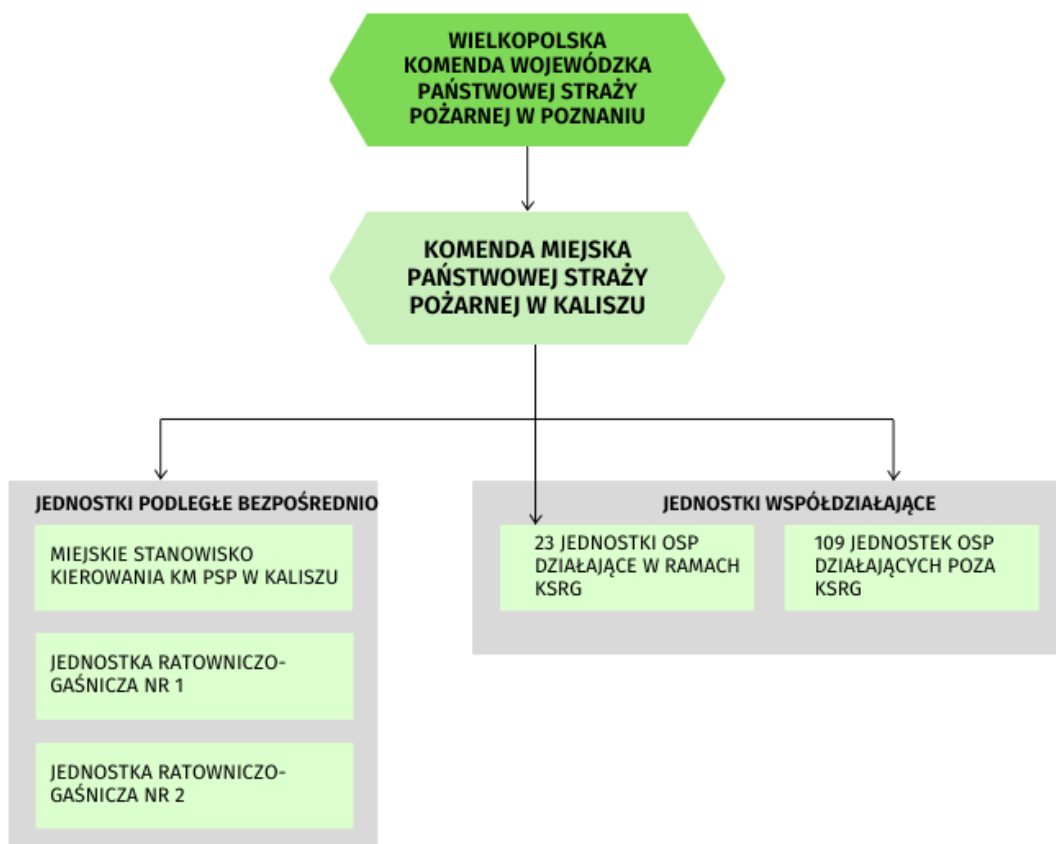 WIELKOPOLSKA
KOMENDA WOJEWÓDZKA
PAŃSTWOWEJ STRAŻY
POŻARNEJ W POZNANIU
KOMENDA MIEJSKA
PAŃSTWOWEJ STRAŻY
POŻARNEJ W KALISZU
JEDNOSTKI PODLEGŁE BEZPOŚREDNIO
MIEJSKIE STANOWISKO
KIEROWANIA KM PSP W KALISZU
JEDNOSTKA RATOWNICZO-
GAŚNICZA NR 1
JEDNOSTKA RATOWNICZO-
GAŚNICZA NR 2
JEDNOSTKI WSPÓŁDZIAŁAJĄCE
23 JEDNOSTKI OSP
DZIAŁAJĄCE W RAMACH
KSRG
109 JEDNOSTEK OSP
DZIAŁAJĄCYCH POZA
KSRG